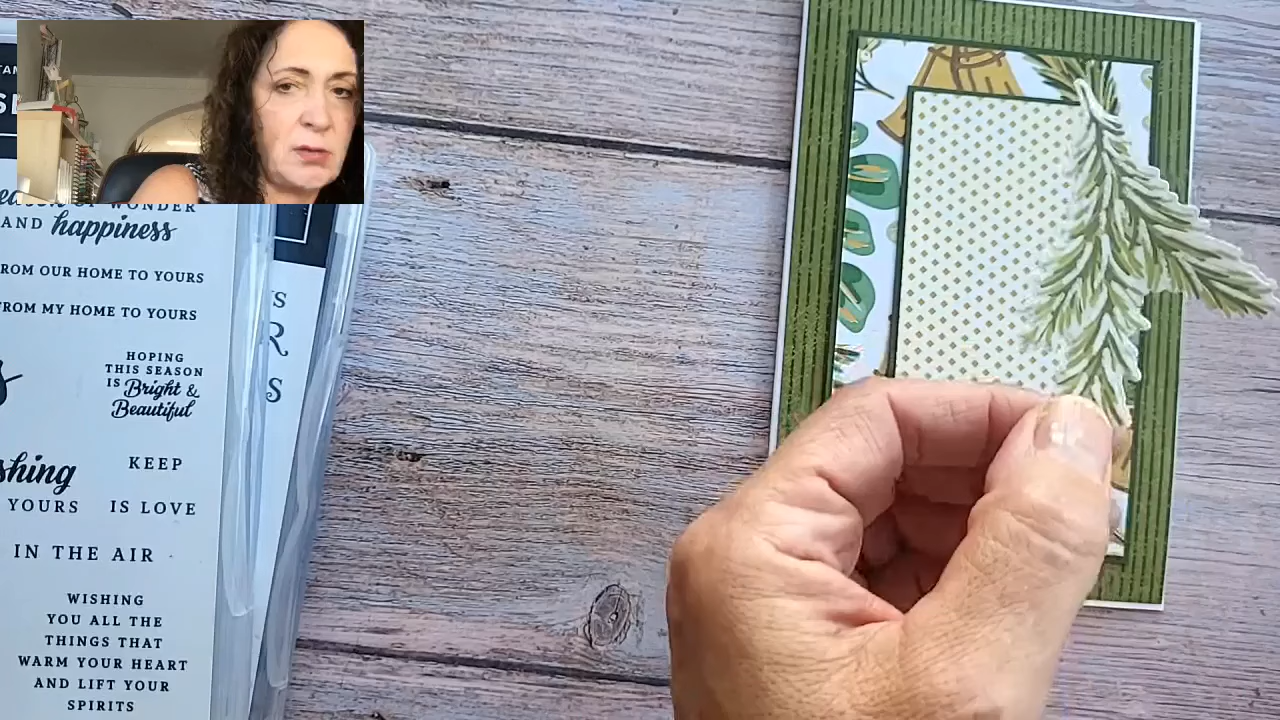 WONDER
AND happiness
FROM OUR HOME TO YOURS
FROM MY HOME TO YOURS
HOPING
THIS SEASON
IS Bright &
Beautiful
KEEP
YOURS IS LOVE
IN THE AIR
WISHING
YOU ALL THE
THINGS THAT
WARM YOUR HEART
AND LIFT YOUR
SPIRITS